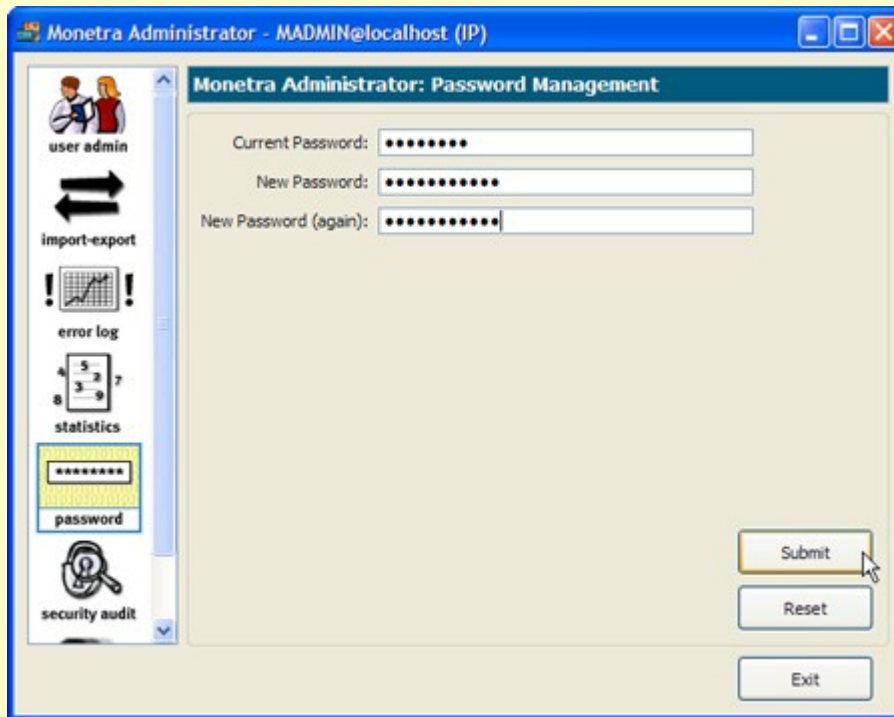 Monetra Administrator - MADMIN@localhost (IP)
user admin
import-export
error log
statistics
password
security audit
Monetra Administrator: Password Management
Current Password: ••••••••
New Password: •••••••••••
New Password (again): •••••••••••
Submit
Reset
Exit